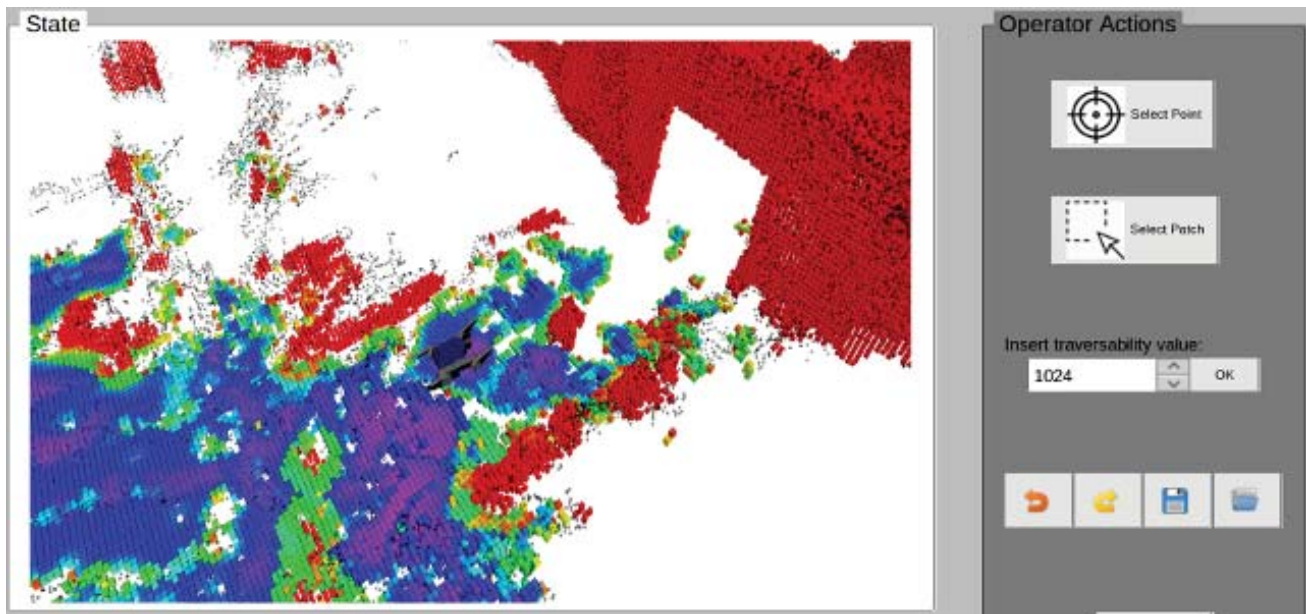 State
Operator Actions
Select Point
Select Patch
Insert traversability value:
1024
OK